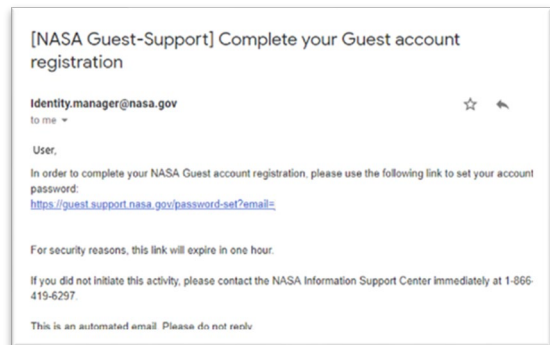 [NASA Guest-Support] Complete your Guest account
registration
Identity.manager@nasa.gov
to me
User,
In order to complete your NASA Guest account registration, please use the following link to set your account
password:
https://guest.support.nasa.gov/password-set?email=
For security reasons, this link will expire in one hour.
If you did not initiate this activity, please contact the NASA Information Support Center immediately at 1-866-
419-6297.
This is an automated email. Please do not reply